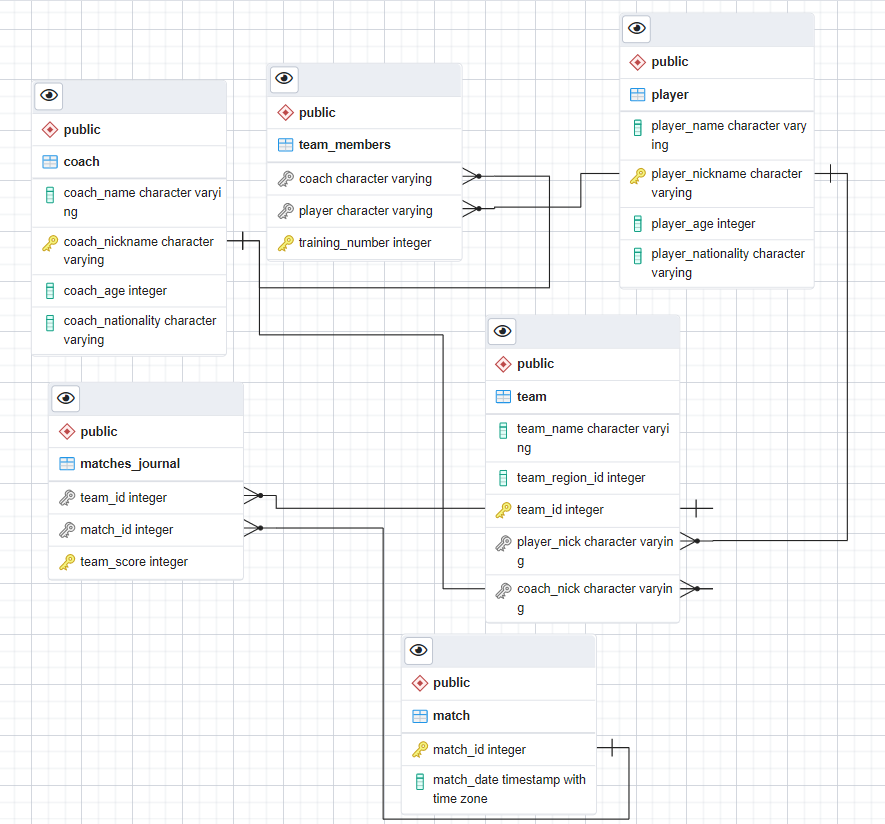 public
coach
coach_name character varyi
ng
coach_nickname character
varying
coach_age integer
coach_nationality character
varying
public
team_members
coach character varying
player character varying
training_number integer
public
player
player_name character vary
ing
player_nickname character
varying
player_age integer
player_nationality character
varying
public
matches_journal
team_id integer
match_id integer
team_score integer
public
team
team_name character varyi
ng
team_region_id integer
team_id integer
player_nick character varyin
g
coach_nick character varyin
g
public
match
match_id integer
match_date timestamp with
time zone